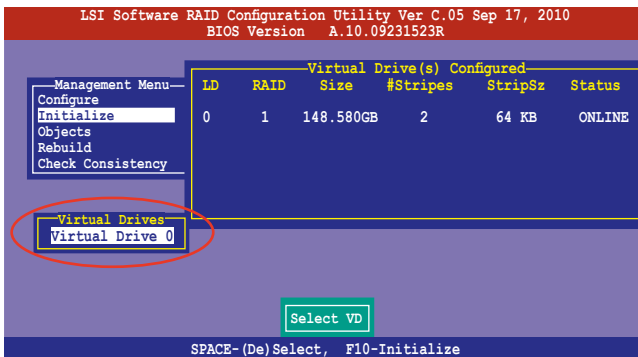 LSI Software RAID Configuration Utility Ver C.05 Sep 17, 2010
BIOS Version A.10.09231523R
Management Menu
Configure
Initialize
Objects
Rebuild
Check Consistency
Virtual Drive(s) Configured
LD RAID Size #Stripes StripSz Status
0 1 148.580GB 2 64 KB ONLINE
Virtual Drives
Virtual Drive 0
Select VD
SPACE-(De)Select, F10-Initialize